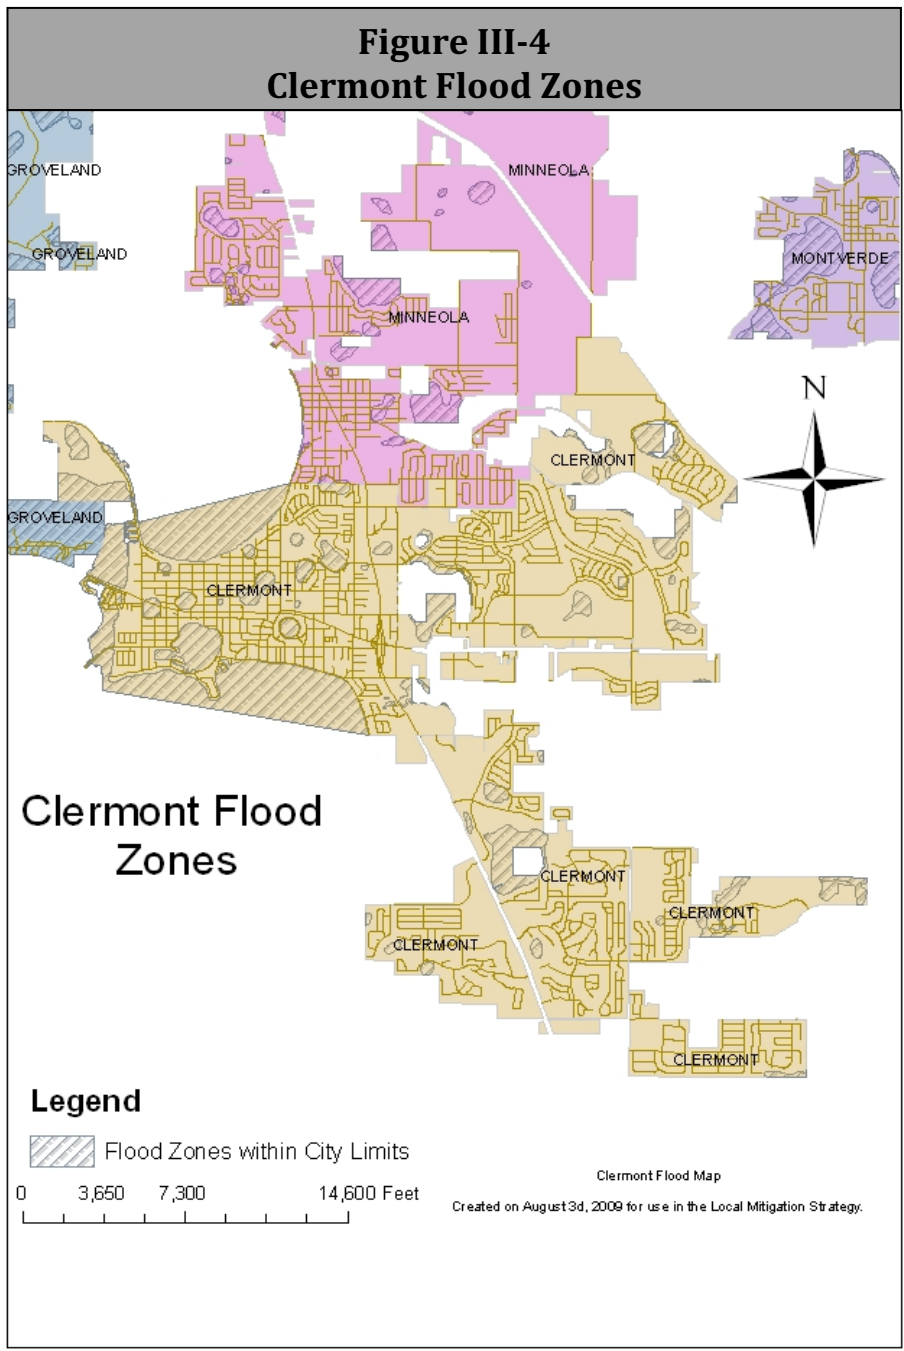 Figure III-4
Clermont Flood Zones
GROVELAND
MINNEOLA
GROVELAND
MONTVERDE
MINNEOLA
N
CLERMONT
GROVELAND
CLERMONT
Clermont Flood
Zones
CLERMONT
CLERMONT
CLERMONT
CLERMONT
Legend
Flood Zones within City Limits
0 3,650 7,300 14,600 Feet
Clermont Flood Map
Created on August 3d, 2009 for use in the Local Mitigation Strategy.